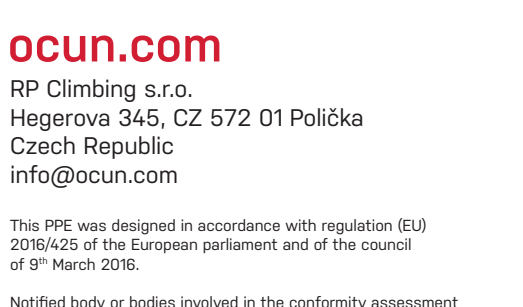 ocun.com
RP Climbing s.r.o.
Hegerova 345, CZ 572 01 Polička
Czech Republic
info@ocun.com
This PPE was designed in accordance with regulation (EU)
2016/425 of the European parliament and of the council
of 9th March 2016.
Notified body or bodies involved in the conformity assessment